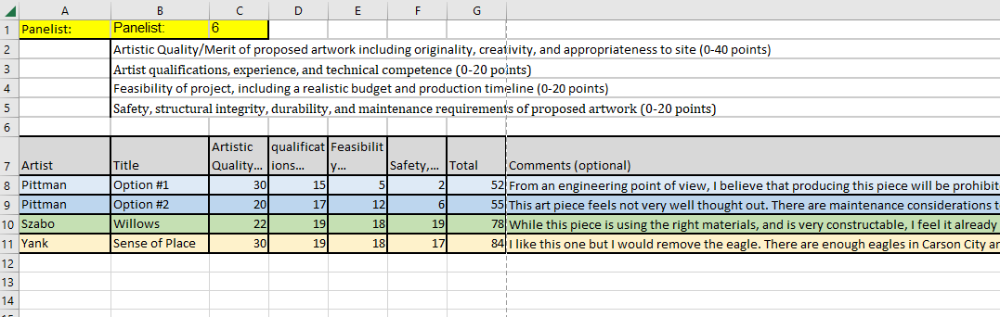 A B C D E F G
1 Panelist: Panelist: 6
2 Artistic Quality/Merit of proposed artwork including originality, creativity, and appropriateness to site (0-40 points)
3 Artist qualifications, experience, and technical competence (0-20 points)
4 Feasibility of project, including a realistic budget and production timeline (0-20 points)
5 Safety, structural integrity, durability, and maintenance requirements of proposed artwork (0-20 points)
6
Artistic qualificat Feasibilit
7 Artist Title Quality... ions... y... Safety,... Total Comments (optional)
8 Pittman Option #1 30 15 5 2 52 From an engineering point of view, I believe that producing this piece will be prohibit
9 Pittman Option #2 20 17 12 6 55 This art piece feels not very well thought out. There are maintenance considerations t
10 Szabo Willows 22 19 18 19 78 While this piece is using the right materials, and is very constructable, I feel it already
11 Yank Sense of Place 30 19 18 17 84 I like this one but I would remove the eagle. There are enough eagles in Carson City ar
12
13
14